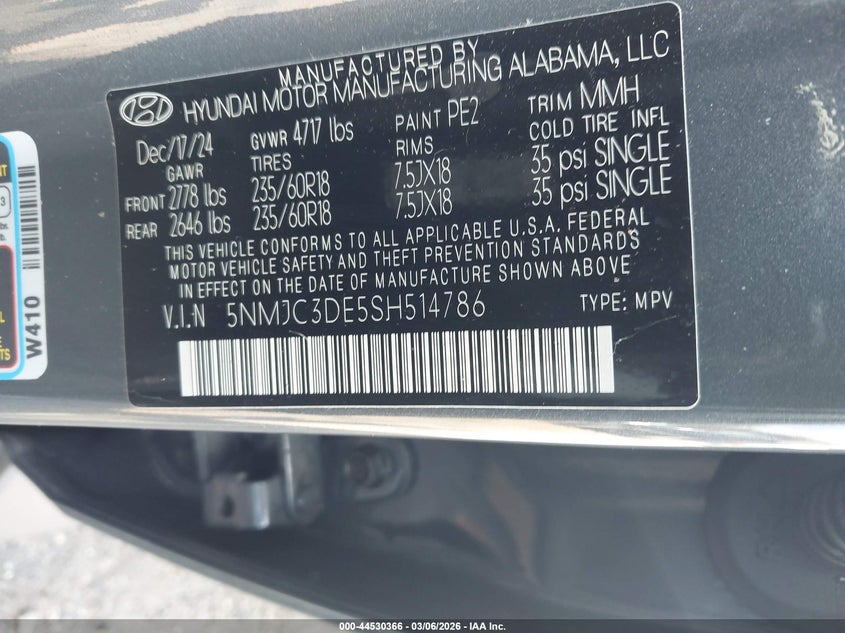 MANUFACTURED BY
HYUNDAI MOTOR MANUFACTURING ALABAMA, LLC
Dec/17/24 GVWR 4717 lbs PAINT PE2 TRIM MMH
GAWR TIRES RIMS COLD TIRE INFL
FRONT 2778 lbs 235/60R18 7.5JX18 35 psi SINGLE
REAR 2646 lbs 235/60R18 7.5JX18 35 psi SINGLE
THIS VEHICLE CONFORMS TO ALL APPLICABLE U.S.A. FEDERAL
MOTOR VEHICLE SAFETY AND THEFT PREVENTION STANDARDS
IN EFFECT ON THE DATE OF MANUFACTURE SHOWN ABOVE
V.I.N 5NMJC3DE5SH514786 TYPE: MPV
W410
000-44530366 - 03/06/2026 - IAA Inc.